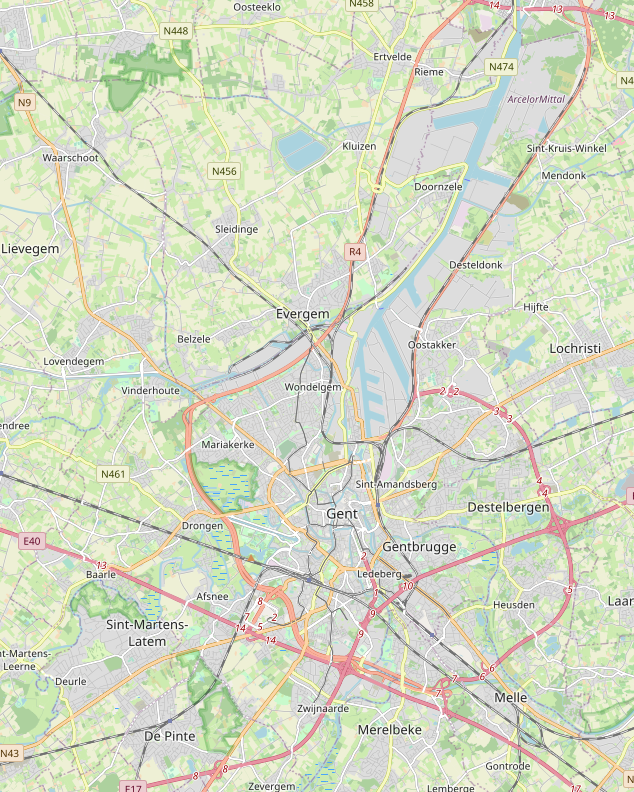 Oosteeklo
N458
14
13
13
N448
Ertvelde
Rieme
N474
N4
N9
ArcelorMittal
Waarschoot
Kluizen
Sint-Kruis-Winkel
N456
Mendonk
Doornzele
Sleidinge
Lievegem
R4
Desteldonk
Evergem
Hijfte
Belzele
Oostakker
Lochristi
Lovendegem
Vinderhoute
Wondelgem
2
2
3
3
endree
Mariakerke
N461
4
4
Sint-Amandsberg
Gent
Destelbergen
Drongen
E40
Gentbrugge
2
13
Baarle
Ledeberg
10
5
Afsnee
1
8
Heusden
Laar
7
2
9
Sint-Martens-
Latem
14
5
14
9
nt-Martens-
Leerne
6
6
7
7
Deurle
Melle
Zwijnaarde
De Pinte
Merelbeke
N43
8
8
Gontrode
E17
Zevergem
Lemberge
17
N